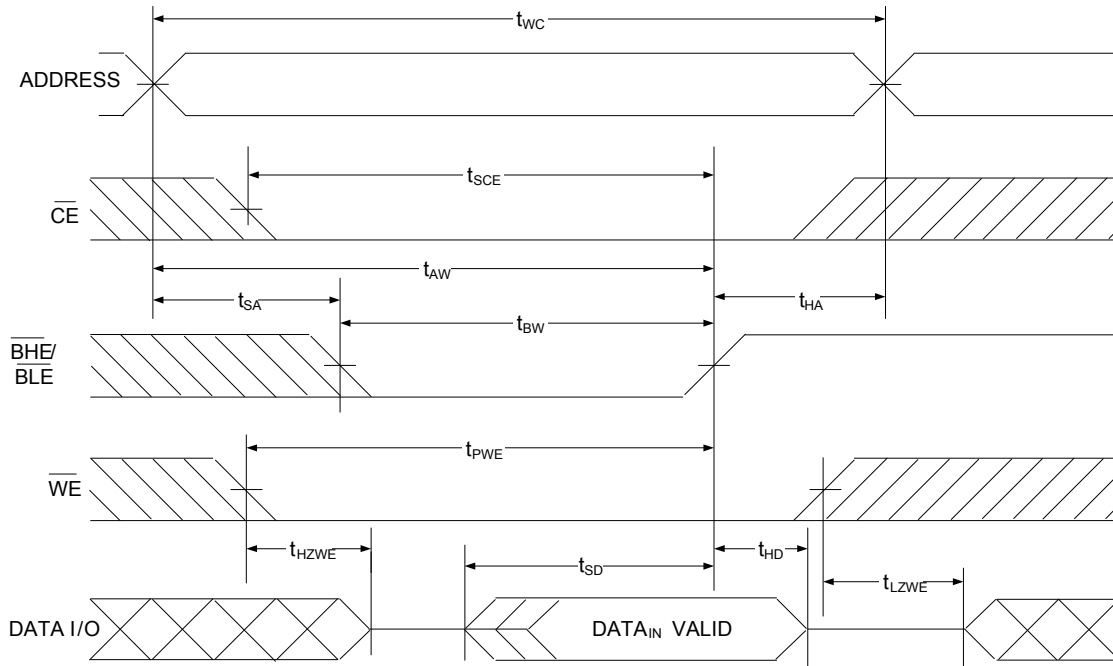 tWC
ADDRESS
tSCE
CE
tAW
tSA
tHA
tBW
BHE/
BLE
tPWE
WE
tHZWE
tSD
tHD
tLZWE
DATA I/O
DATAIN VALID